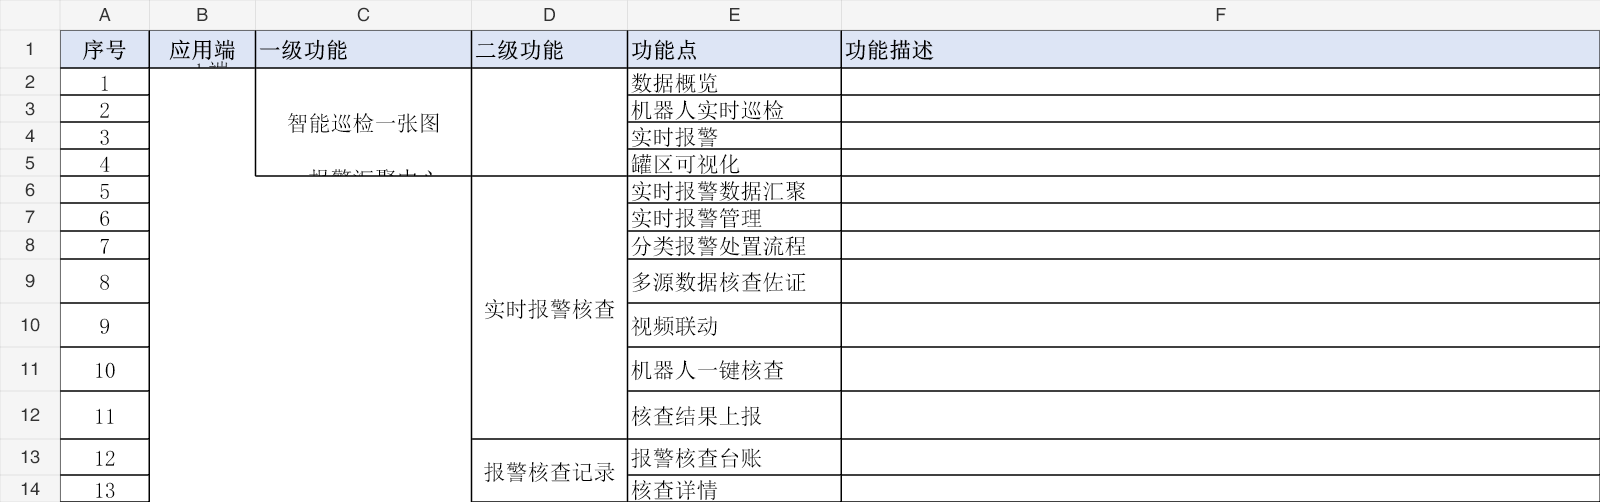 A B C D E F
1 序号 应用端 一级功能 二级功能 功能点 功能描述
2 1 数据概览
3 2 智能巡检一张图 机器人实时巡检
4 3 实时报警
5 4 罐区可视化
6 5 实时报警数据汇聚
7 6 实时报警管理
8 7 分类报警处置流程
9 8 多源数据核查佐证
10 9 实时报警核查 视频联动
11 10 机器人一键核查
12 11 核查结果上报
13 12 报警核查记录 报警核查台账
14 13 核查详情